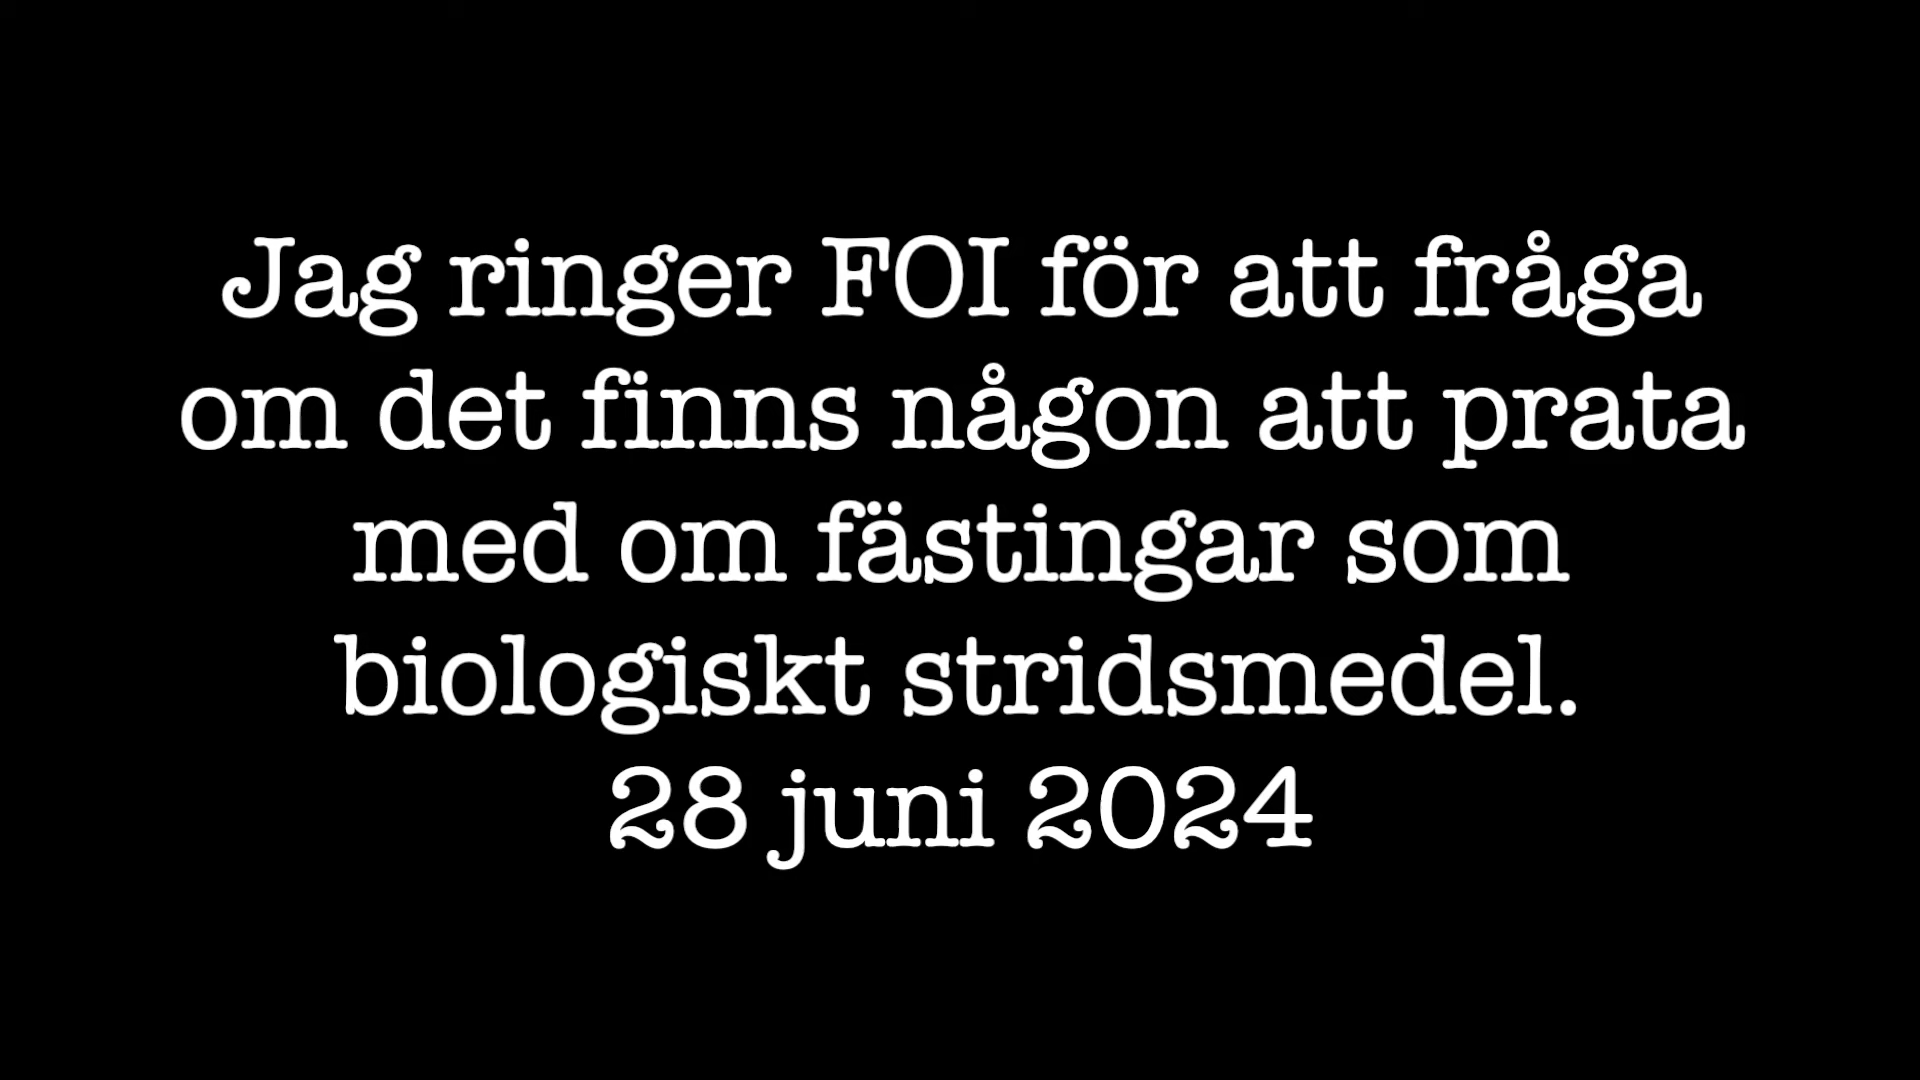 Jag ringer FOI för att fråga
om det finns någon att prata
med om fästingar som
biologiskt stridsmedel.
28 juni 2024